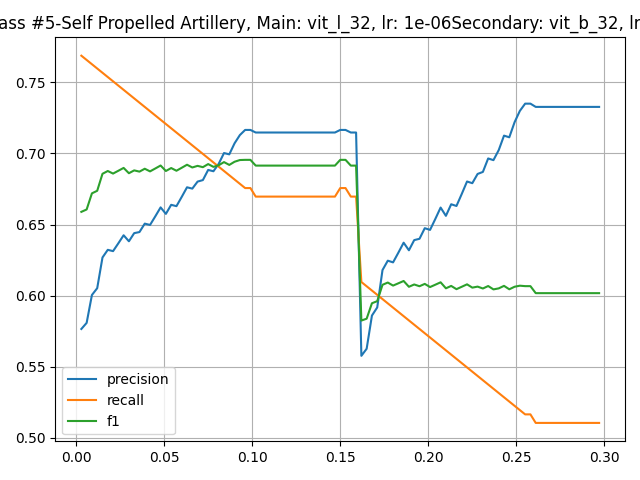 ass #5-Self Propelled Artillery, Main: vit_l_32, lr: 1e-06Secondary: vit_b_32, lr
0.75
0.70
0.65
0.60
0.55
0.50
precision
recall
f1
0.00 0.05 0.10 0.15 0.20 0.25 0.30